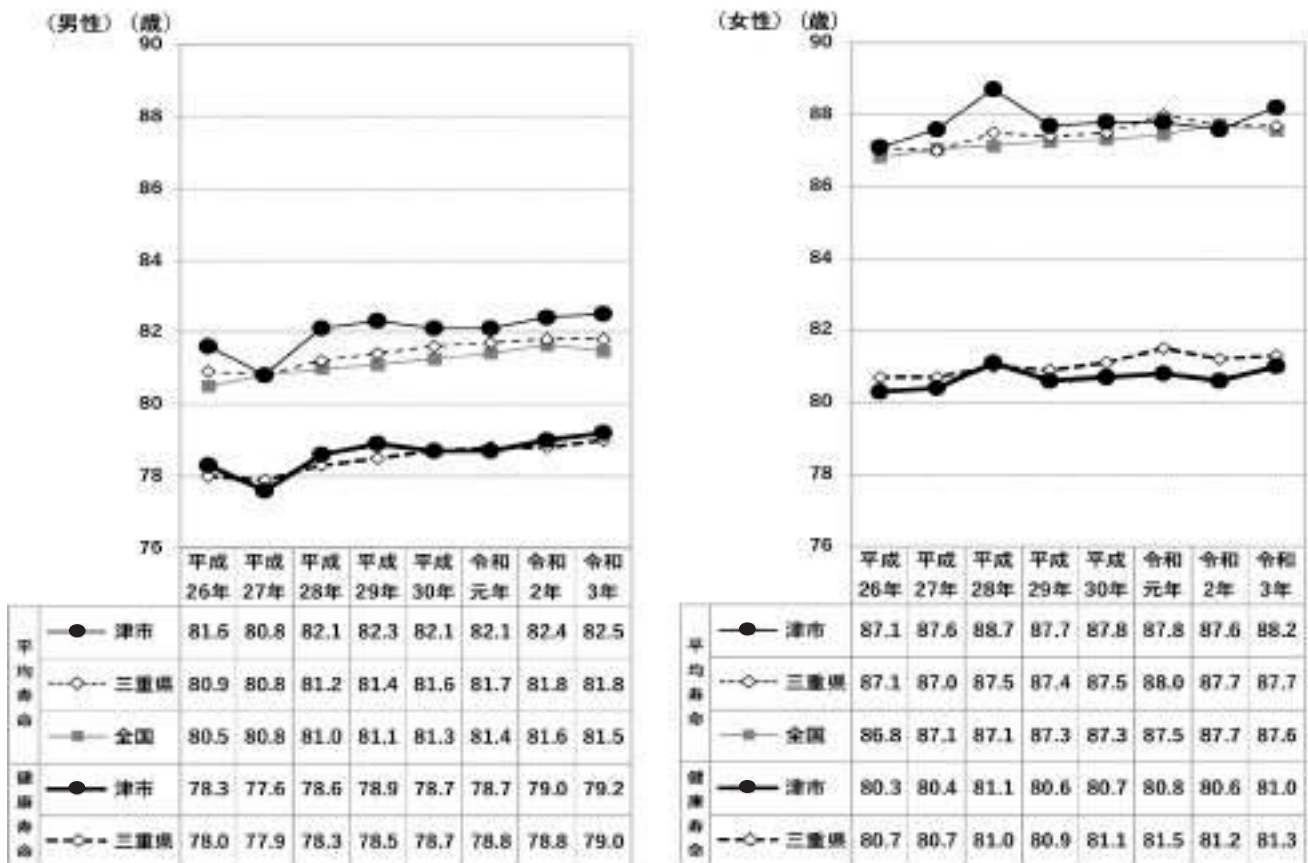 (男性)(歳)
90
88
86
84
82
80
78
76
平成 平成 平成 平成 平成 令和 令和 令和
26年 27年 28年 29年 30年 元年 2年 3年
平均寿命
津市 81.6 80.8 82.1 82.3 82.1 82.1 82.4 82.5
三重県 80.9 80.8 81.2 81.4 81.6 81.7 81.8 81.8
全国 80.5 80.8 81.0 81.1 81.3 81.4 81.6 81.5
健康寿命
津市 78.3 77.6 78.6 78.9 78.7 78.7 79.0 79.2
三重県 78.0 77.9 78.3 78.5 78.7 78.8 78.8 79.0
(女性)(歳)
90
88
86
84
82
80
78
76
平成 平成 平成 平成 平成 令和 令和 令和
26年 27年 28年 29年 30年 元年 2年 3年
平均寿命
津市 87.1 87.6 88.7 87.7 87.8 87.8 87.6 88.2
三重県 87.1 87.0 87.5 87.4 87.5 88.0 87.7 87.7
全国 86.8 87.1 87.1 87.3 87.3 87.5 87.7 87.6
健康寿命
津市 80.3 80.4 81.1 80.6 80.7 80.8 80.6 81.0
三重県 80.7 80.7 81.0 80.9 81.1 81.5 81.2 81.3